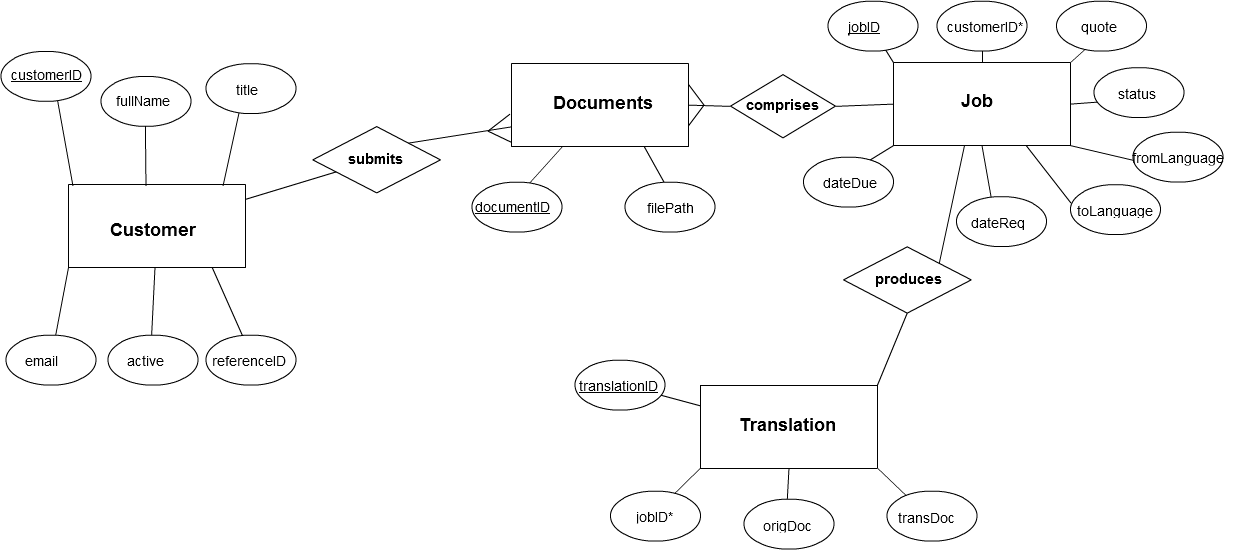 jobID
customerID*
quote
customerID
fullName
title
Documents
comprises
Job
status
submits
fromLanguage
dateDue
documentID
filePath
toLanguage
dateReq
Customer
produces
email
active
referenceID
translationID
Translation
jobID*
origDoc
transDoc